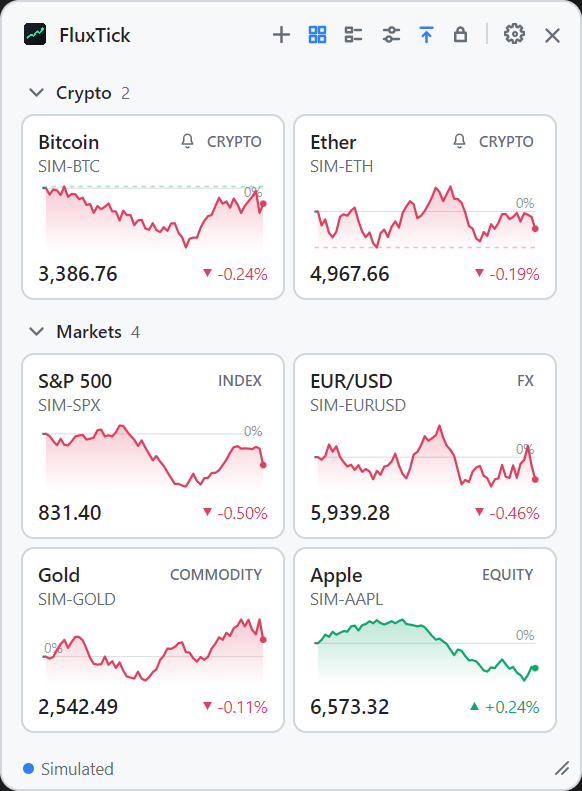 FluxTick
Crypto 2
Bitcoin CRYPTO
SIM-BTC
0%
3,386.76 ▼ -0.24%
Ether CRYPTO
SIM-ETH
0%
4,967.66 ▼ -0.19%
Markets 4
S&P 500 INDEX
SIM-SPX
0%
831.40 ▼ -0.50%
EUR/USD FX
SIM-EURUSD
0%
5,939.28 ▼ -0.46%
Gold COMMODITY
SIM-GOLD
0%
2,542.49 ▼ -0.11%
Apple EQUITY
SIM-AAPL
0%
6,573.32 ▲ +0.24%
Simulated